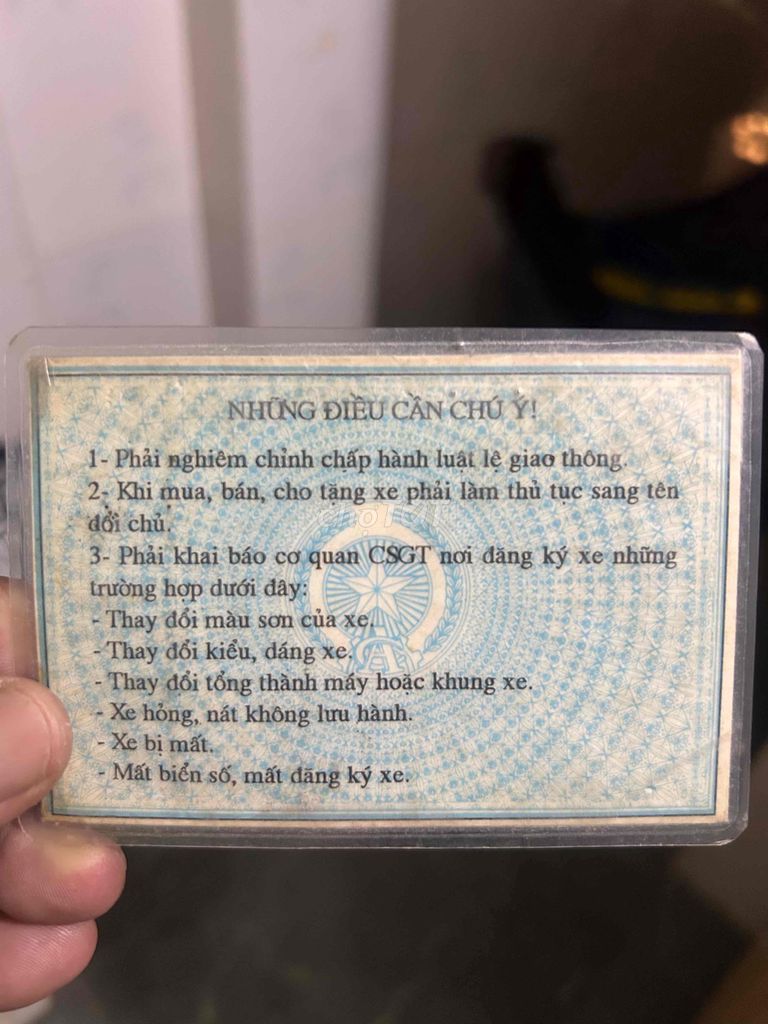 NHỮNG ĐIỀU CẦN CHÚ Ý!
1- Phải nghiêm chỉnh chấp hành luật lệ giao thông.
2- Khi mua, bán, cho tặng xe phải làm thủ tục sang tên
đổi chủ.
3- Phải khai báo cơ quan CSGT nơi đăng ký xe những
trường hợp dưới đây:
- Thay đổi màu sơn của xe.
- Thay đổi kiểu, dáng xe.
- Thay đổi tổng thành máy hoặc khung xe.
- Xe hỏng, nát không lưu hành.
- Xe bị mất.
- Mất biển số, mất đăng ký xe.